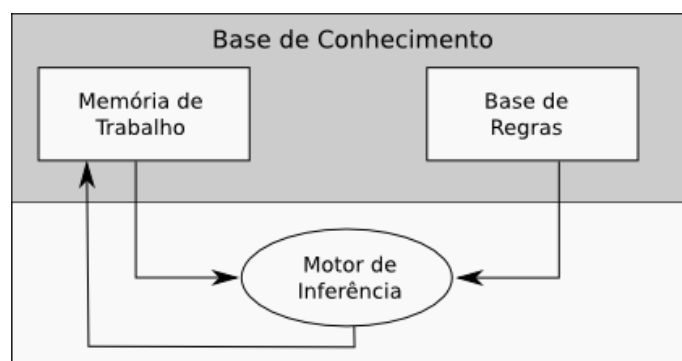 Base de Conhecimento
Memória de
Trabalho
Base de
Regras
Motor de
Inferência